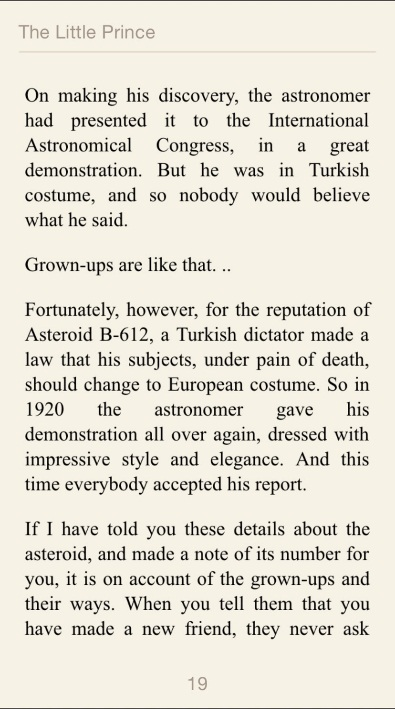 The Little Prince
On making his discovery, the astronomer
had presented it to the International
Astronomical Congress, in a great
demonstration. But he was in Turkish
costume, and so nobody would believe
what he said.
Grown-ups are like that. ..
Fortunately, however, for the reputation of
Asteroid B-612, a Turkish dictator made a
law that his subjects, under pain of death,
should change to European costume. So in
1920 the astronomer gave his
demonstration all over again, dressed with
impressive style and elegance. And this
time everybody accepted his report.
If I have told you these details about the
asteroid, and made a note of its number for
you, it is on account of the grown-ups and
their ways. When you tell them that you
have made a new friend, they never ask
19